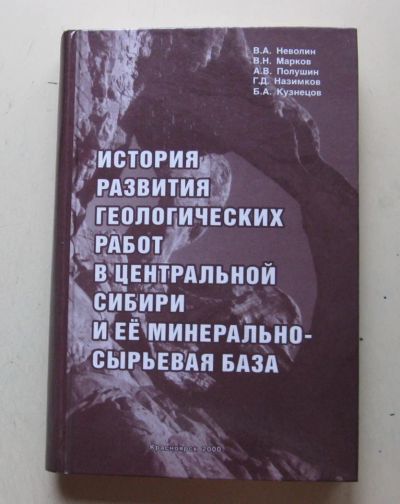 В.А. Неволин
В.Н. Марков
А.В. Полушин
Г.Д. Назимков
Б.А. Кузнецов
ИСТОРИЯ
РАЗВИТИЯ
ГЕОЛОГИЧЕСКИХ
РАБОТ
В ЦЕНТРАЛЬНОЙ
СИБИРИ
И ЕЁ МИНЕРАЛЬНО-
СЫРЬЕВАЯ БАЗА
Красноярск 2000